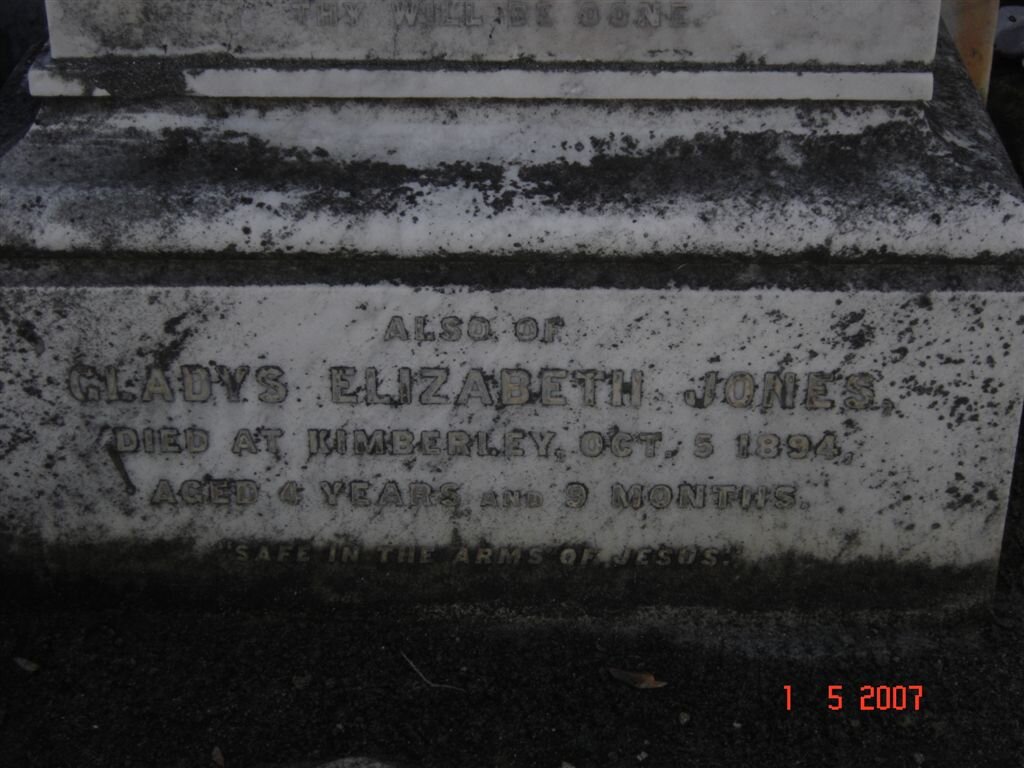 THY WILL BE DONE.
ALSO OF
GLADYS ELIZABETH JONES,
DIED AT KIMBERLEY, OCT. 5 1894,
AGED 4 YEARS AND 9 MONTHS.
"SAFE IN THE ARMS OF JESUS."
1 5 2007